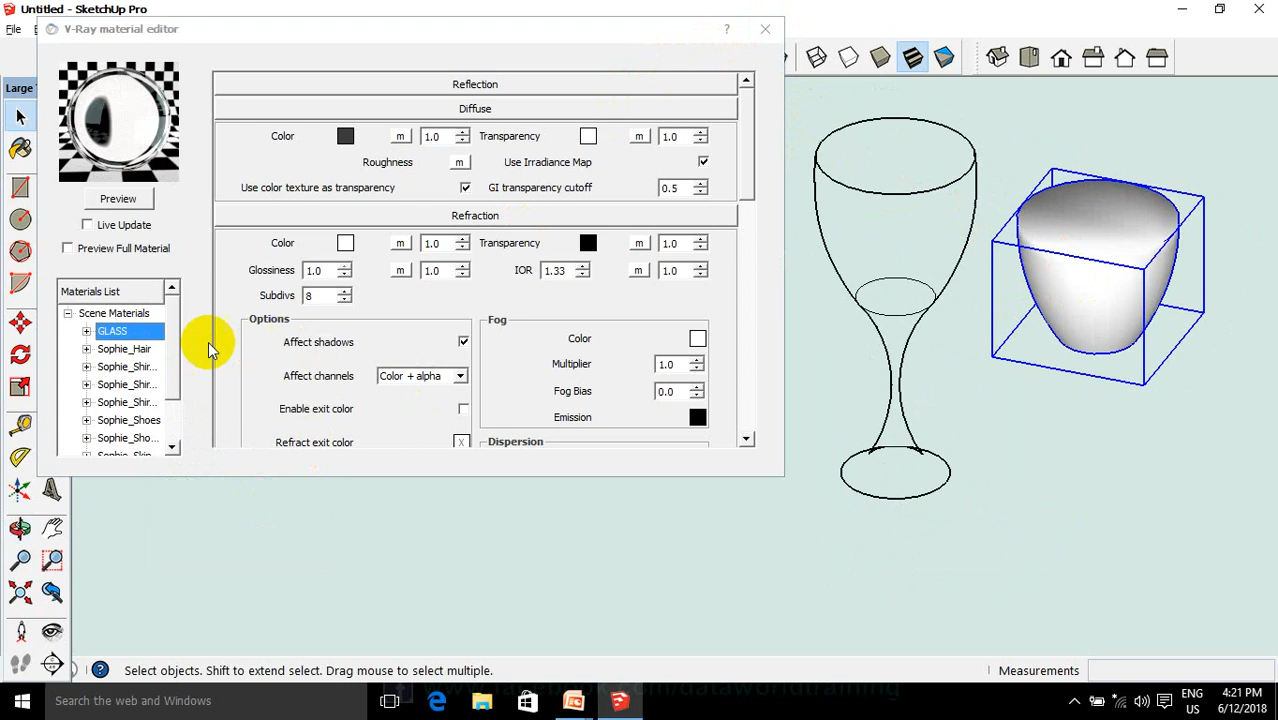 Untitled - SketchUp Pro
File
V-Ray material editor
?
Large
Preview
Live Update
Preview Full Material
Materials List
Scene Materials
GLASS
Sophie_Hair
Sophie_Shir...
Sophie_Shir...
Sophie_Shir...
Sophie_Shoes
Sophie_Sho...
Sophie_Skin
Reflection
Diffuse
Color m 1.0 Transparency m 1.0
Roughness m Use Irradiance Map
Use color texture as transparency GI transparency cutoff 0.5
Refraction
Color m 1.0 Transparency m 1.0
Glossiness 1.0 m 1.0 IOR 1.33 m 1.0
Subdivs 8
Options
Affect shadows
Affect channels Color + alpha
Enable exit color
Refract exit color X
Fog
Color
Multiplier 1.0
Fog Bias 0.0
Emission
Dispersion
Select objects. Shift to extend select. Drag mouse to select multiple.
Measurements
Search the web and Windows
ENG
US
4:21 PM
6/12/2018